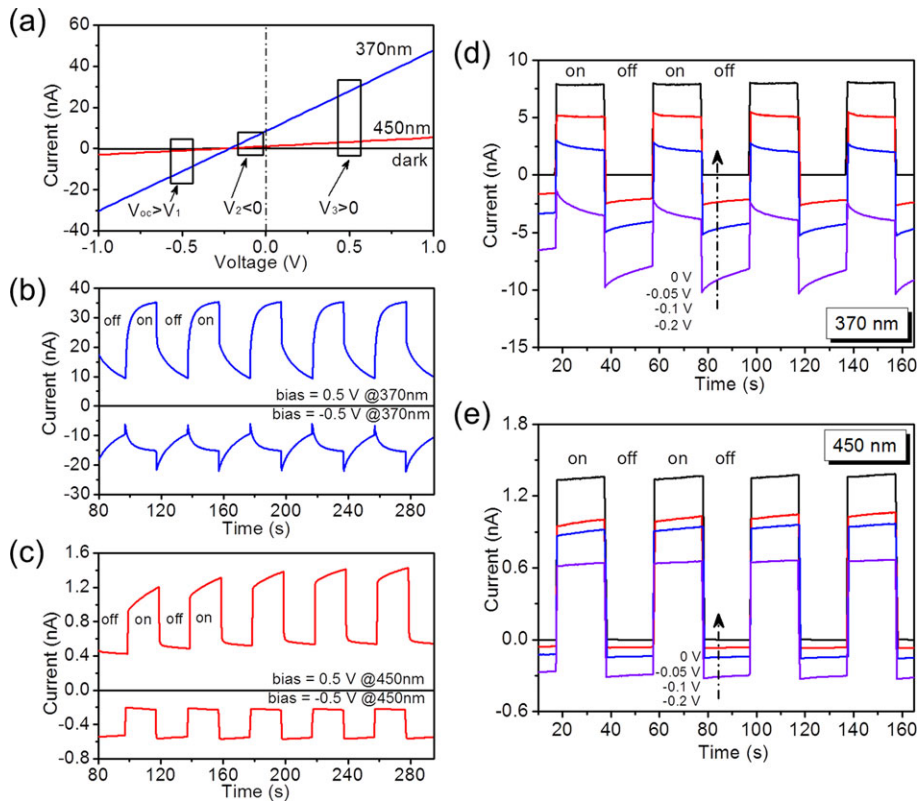 (a)
60
40
20
0
-20
-40
Current (nA)
370nm
450nm
dark
Voc>V1
V2<0
V3>0
-1.0 -0.5 0.0 0.5 1.0
Voltage (V)
(b)
40
30
20
10
0
-10
-20
-30
Current (nA)
off on off on
bias = 0.5 V @370nm
bias = -0.5 V @370nm
80 120 160 200 240 280
Time (s)
(c)
1.6
1.2
0.8
0.4
0.0
-0.4
-0.8
Current (nA)
off on off on
bias = 0.5 V @450nm
bias = -0.5 V @450nm
80 120 160 200 240 280
Time (s)
(d)
10
5
0
-5
-10
-15
Current (nA)
on off on off
0 V
-0.05 V
-0.1 V
-0.2 V
370 nm
20 40 60 80 100 120 140 160
Time (s)
(e)
1.8
1.2
0.6
0.0
-0.6
Current (nA)
450 nm
on off on off
0 V
-0.05 V
-0.1 V
-0.2 V
20 40 60 80 100 120 140 160
Time (s)